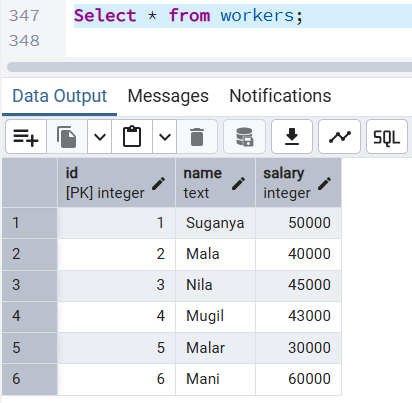 347 Select * from workers;
348
Data Output Messages Notifications
SQL
id name salary
[PK] integer text integer
1 1 Suganya 50000
2 2 Mala 40000
3 3 Nila 45000
4 4 Mugil 43000
5 5 Malar 30000
6 6 Mani 60000